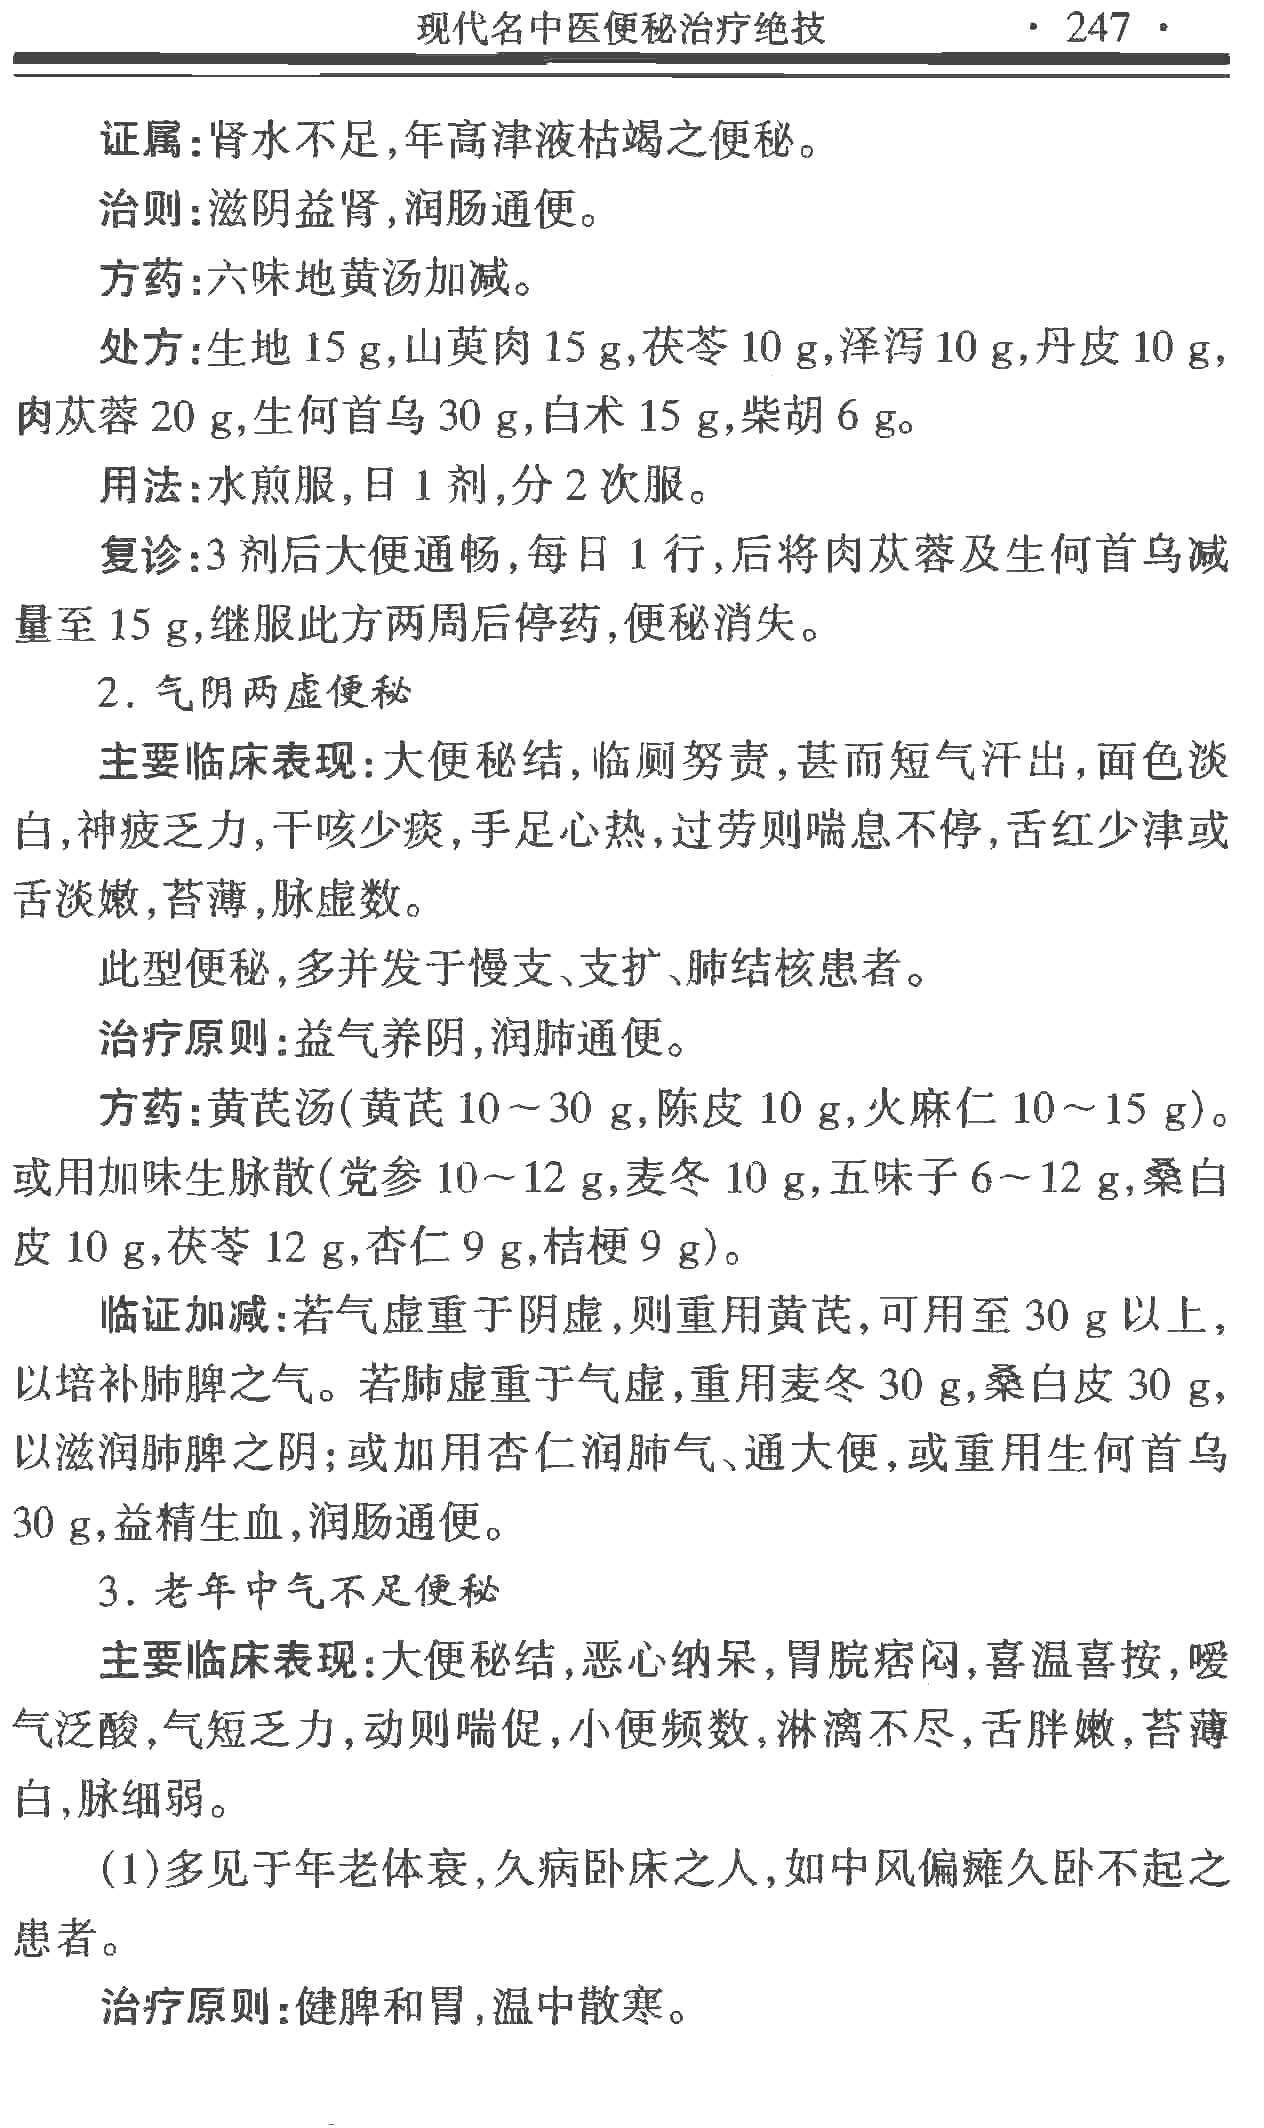 现代名中医便秘治疗绝技 · 247 ·
证属:肾水不足,年高津液枯竭之便秘。
治则:滋阴益肾,润肠通便。
方药:六味地黄汤加减。
处方:生地 15 g,山萸肉 15 g,茯苓 10 g,泽泻 10 g,丹皮 10 g,
肉苁蓉 20 g,生何首乌 30 g,白术 15 g,柴胡 6 g。
用法:水煎服,日 1 剂,分 2 次服。
复诊:3 剂后大便通畅,每日 1 行,后将肉苁蓉及生何首乌减
量至 15 g,继服此方两周后停药,便秘消失。
2. 气阴两虚便秘
主要临床表现:大便秘结,临厕努责,甚而短气汗出,面色淡
白,神疲乏力,干咳少痰,手足心热,过劳则喘息不停,舌红少津或
舌淡嫩,苔薄,脉虚数。
此型便秘,多并发于慢支、支扩、肺结核患者。
治疗原则:益气养阴,润肺通便。
方药:黄芪汤(黄芪 10～30 g,陈皮 10 g,火麻仁 10～15 g)。
或用加味生脉散(党参 10～12 g,麦冬 10 g,五味子 6～12 g,桑白
皮 10 g,茯苓 12 g,杏仁 9 g,桔梗 9 g)。
临证加减:若气虚重于阴虚,则重用黄芪,可用至 30 g 以上,
以培补肺脾之气。若肺虚重于气虚,重用麦冬 30 g,桑白皮 30 g,
以滋润肺脾之阴;或加用杏仁润肺气、通大便,或重用生何首乌
30 g,益精生血,润肠通便。
3. 老年中气不足便秘
主要临床表现:大便秘结,恶心纳呆,胃脘痞闷,喜温喜按,嗳
气泛酸,气短乏力,动则喘促,小便频数,淋漓不尽,舌胖嫩,苔薄
白,脉细弱。
(1)多见于年老体衰,久病卧床之人,如中风偏瘫久卧不起之
患者。
治疗原则:健脾和胃,温中散寒。